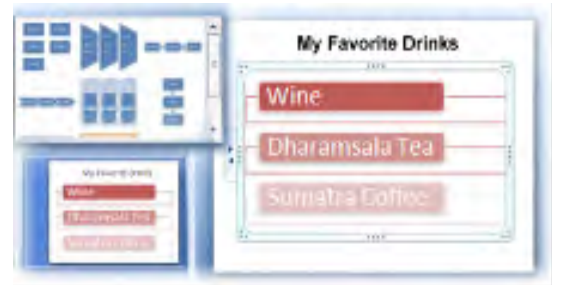 My Favorite Drinks
Wine
Dharamsala Tea
Sumatra Coffee
My Favorite Drinks
Wine
Dharamsala Tea
Sumatra Coffee